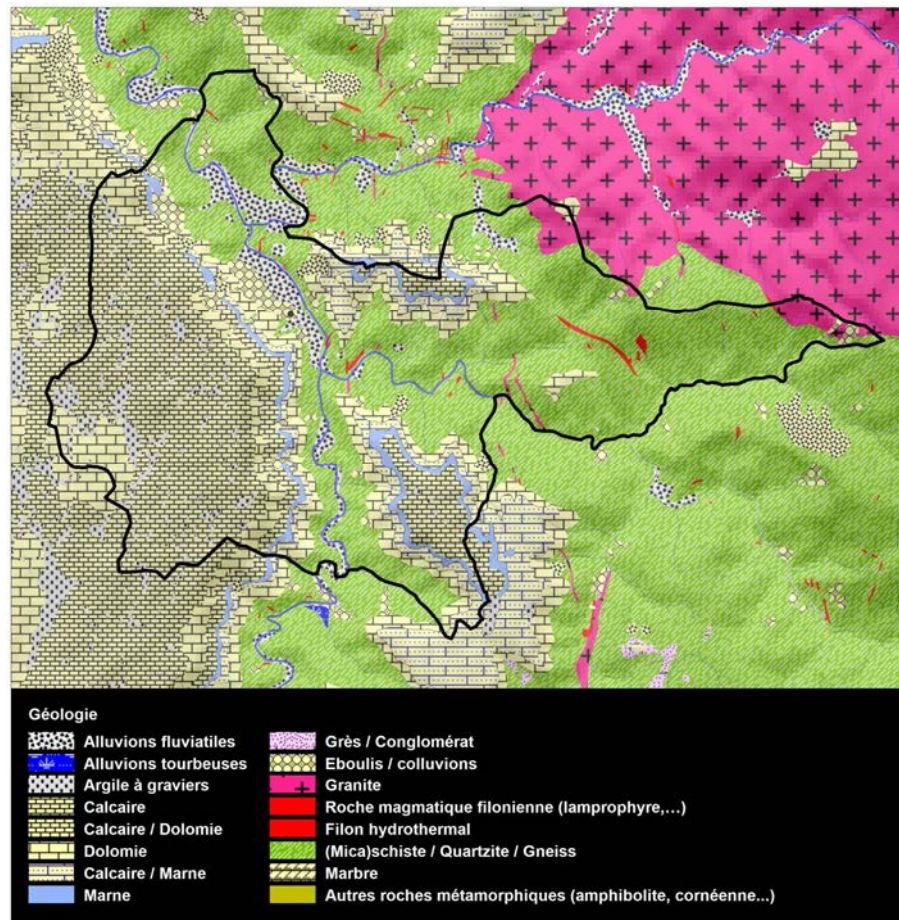 Géologie
Alluvions fluviatiles
Alluvions tourbeuses
Argile à graviers
Calcaire
Calcaire / Dolomie
Dolomie
Calcaire / Marne
Marne
Grès / Conglomérat
Eboulis / colluvions
Granite
Roche magmatique filonienne (lamprophyre,...)
Filon hydrothermal
(Mica)schiste / Quartzite / Gneiss
Marbre
Autres roches métamorphiques (amphibolite, cornéenne...)